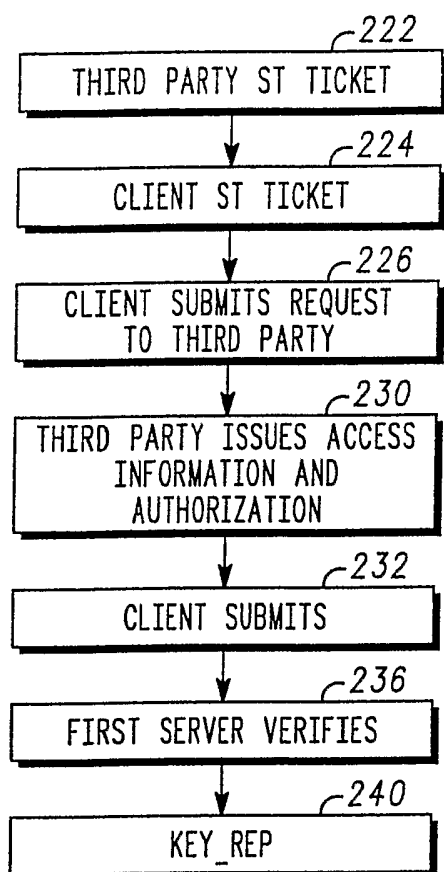 222
THIRD PARTY ST TICKET
224
CLIENT ST TICKET
226
CLIENT SUBMITS REQUEST
TO THIRD PARTY
230
THIRD PARTY ISSUES ACCESS
INFORMATION AND
AUTHORIZATION
232
CLIENT SUBMITS
236
FIRST SERVER VERIFIES
240
KEY_REP